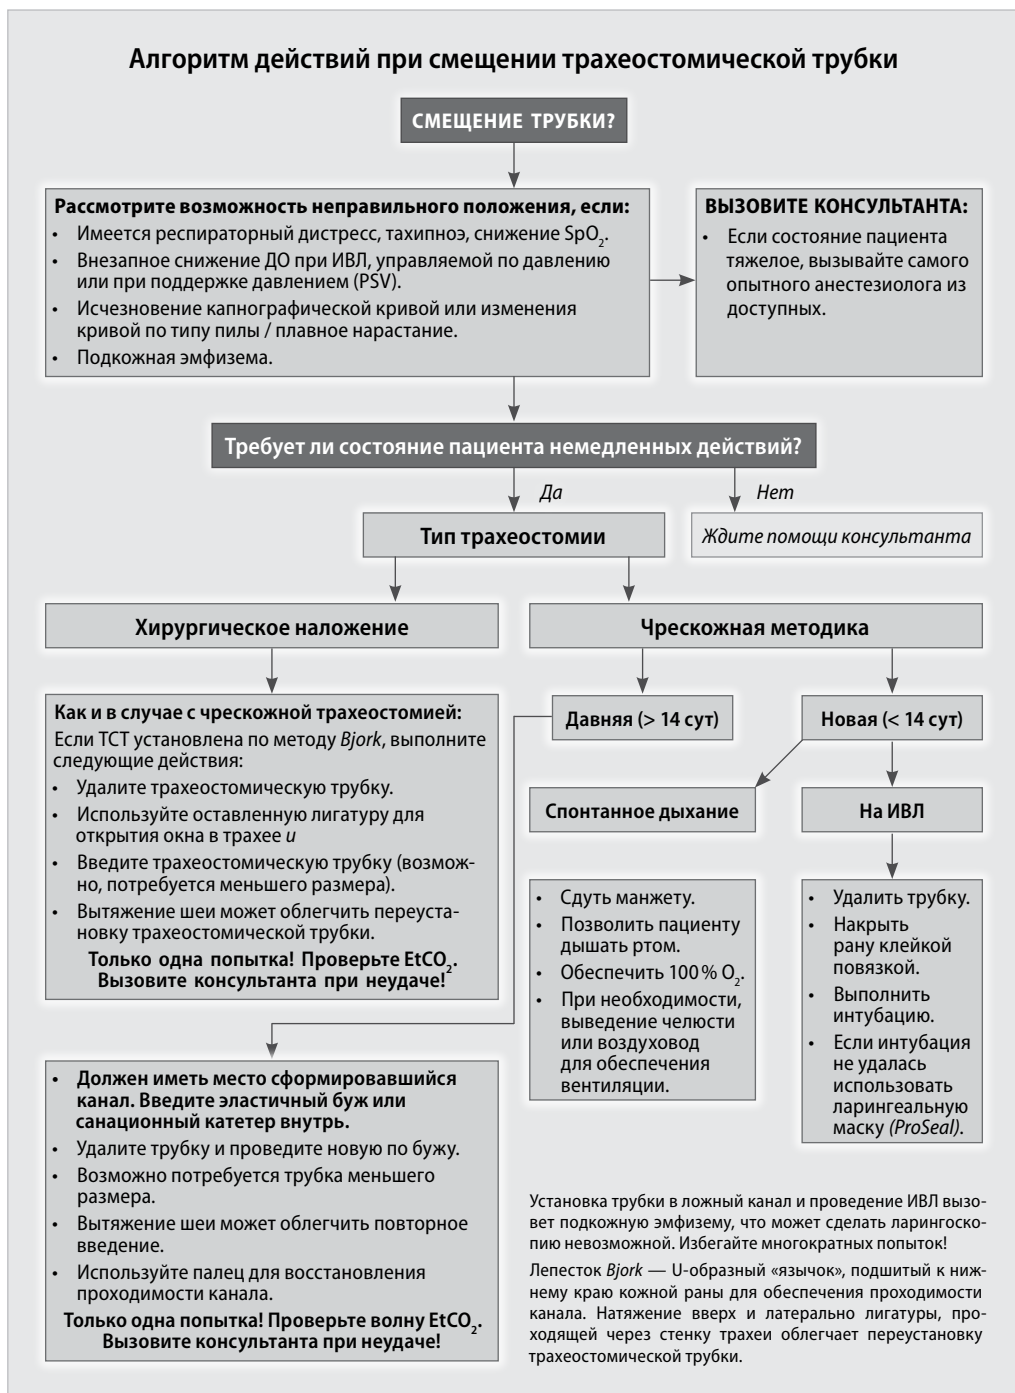 Алгоритм действий при смещении трахеостомической трубки
СМЕЩЕНИЕ ТРУБКИ?
Рассмотрите возможность неправильного положения, если:
• Имеется респираторный дистресс, тахипноэ, снижение SpO₂.
• Внезапное снижение ДО при ИВЛ, управляемой по давлению
или при поддержке давлением (PSV).
• Исчезновение капнографической кривой или изменения
кривой по типу пилы / плавное нарастание.
• Подкожная эмфизема.
ВЫЗОВИТЕ КОНСУЛЬТАНТА:
• Если состояние пациента
тяжелое, вызывайте самого
опытного анестезиолога из
доступных.
Требует ли состояние пациента немедленных действий?
Да
Нет
Тип трахеостомии
Ждите помощи консультанта
Хирургическое наложение
Чрескожная методика
Как и в случае с чрескожной трахеостомией:
Если ТСТ установлена по методу Bjork, выполните
следующие действия:
• Удалите трахеостомическую трубку.
• Используйте оставленную лигатуру для
открытия окна в трахее и
• Введите трахеостомическую трубку (возмож-
но, потребуется меньшего размера).
• Вытяжение шеи может облегчить переуста-
новку трахеостомической трубки.
Только одна попытка! Проверьте EtCO₂.
Вызовите консультанта при неудаче!
Давняя (> 14 сут)
Новая (< 14 сут)
Спонтанное дыхание
На ИВЛ
• Сдуть манжету.
• Позволить пациенту
дышать ртом.
• Обеспечить 100 % O₂.
• При необходимости,
выведение челюсти
или воздуховод
для обеспечения
вентиляции.
• Удалить трубку.
• Накрыть
рану клейкой
повязкой.
• Выполнить
интубацию.
• Если интубация
не удалась
использовать
ларингеальную
маску (ProSeal).
• Должен иметь место сформировавшийся
канал. Введите эластичный буж или
санационный катетер внутрь.
• Удалите трубку и проведите новую по бужу.
• Возможно потребуется трубка меньшего
размера.
• Вытяжение шеи может облегчить повторное
введение.
• Используйте палец для восстановления
проходимости канала.
Только одна попытка! Проверьте волну EtCO₂.
Вызовите консультанта при неудаче!
Установка трубки в ложный канал и проведение ИВЛ вызо-
вет подкожную эмфизему, что может сделать ларингоско-
пию невозможной. Избегайте многократных попыток!
Лепесток Bjork — U-образный «язычок», подшитый к ниж-
нему краю кожной раны для обеспечения проходимости
канала. Натяжение вверх и латерально лигатуры, про-
ходящей через стенку трахеи облегчает переустановку
трахеостомической трубки.